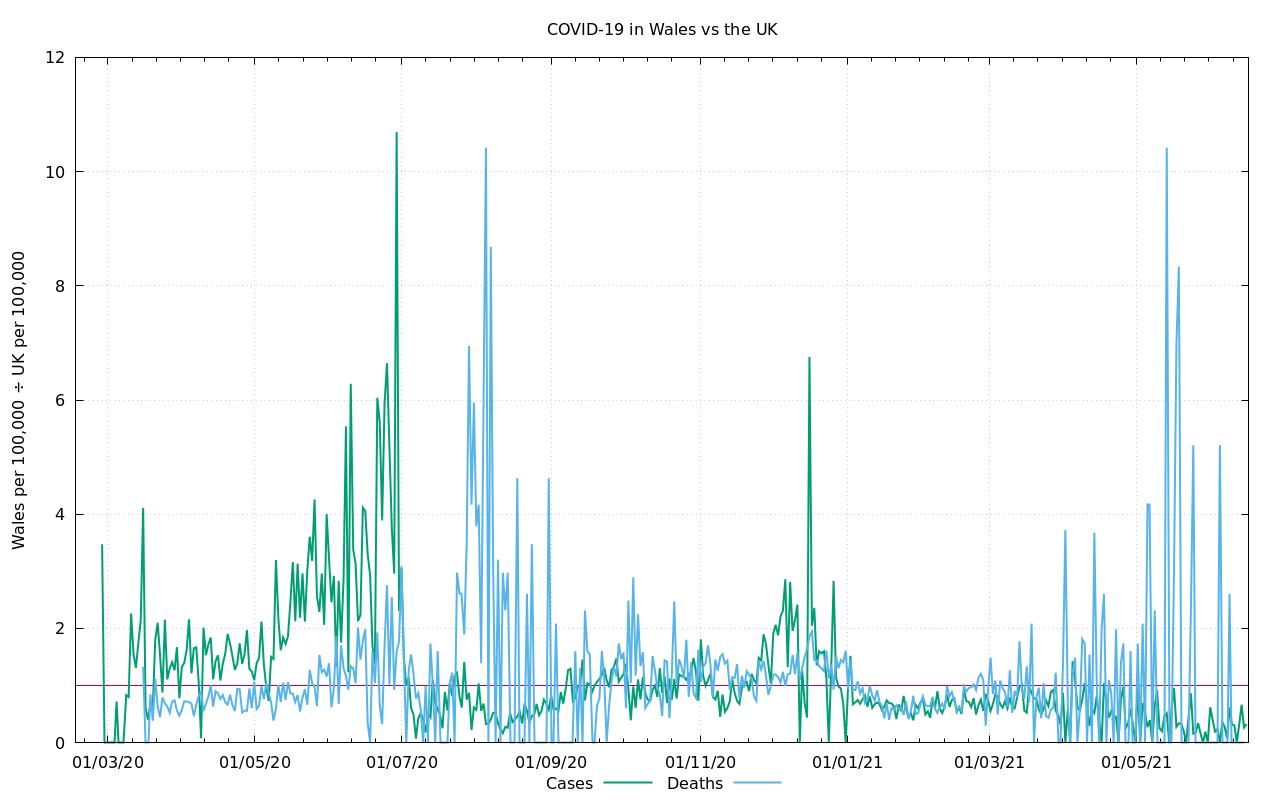 COVID-19 in Wales vs the UK
Wales per 100,000 ÷ UK per 100,000
12
10
8
6
4
2
0
01/03/20 01/05/20 01/07/20 01/09/20 01/11/20 01/01/21 01/03/21 01/05/21
Cases Deaths